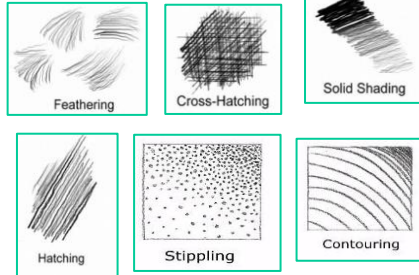 Feathering
Cross-Hatching
Solid Shading
Hatching
Stippling
Contouring